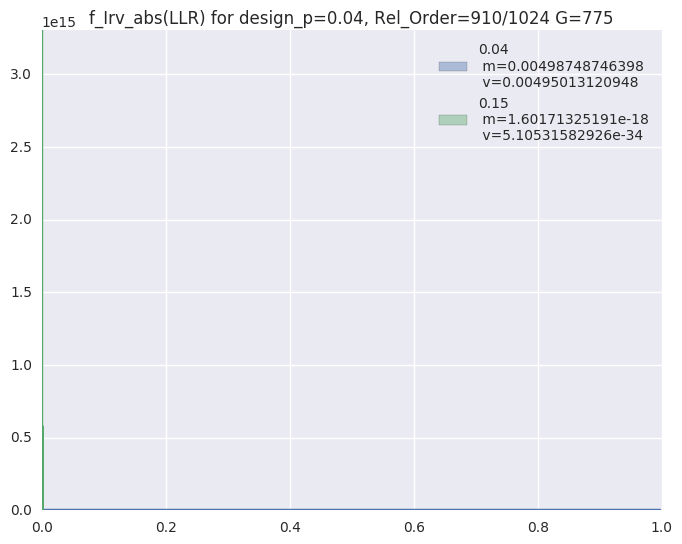 f_Irv_abs(LLR) for design_p=0.04, Rel_Order=910/1024 G=775
1e15
0.04
m=0.00498748746398
v=0.00495013120948
0.15
m=1.60171325191e-18
v=5.10531582926e-34
3.0
2.5
2.0
1.5
1.0
0.5
0.0
0.0 0.2 0.4 0.6 0.8 1.0